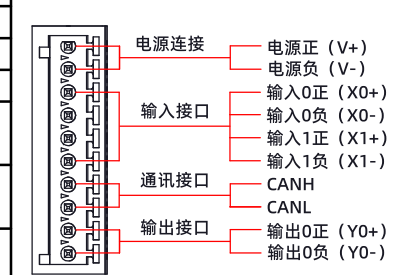 电源连接
电源正（V+）
电源负（V-）
输入接口
输入0正（X0+）
输入0负（X0-）
输入1正（X1+）
输入1负（X1-）
通讯接口
CANH
CANL
输出接口
输出0正（Y0+）
输出0负（Y0-）